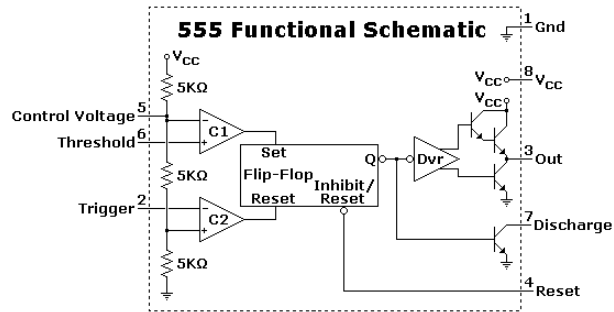 555 Functional Schematic
1
Gnd
VCC
VCC
8
VCC
VCC
5KΩ
5
Control Voltage
−
C1
6
Threshold
+
Set
Q
Dvr
3
Out
5KΩ
Flip-Flop
Inhibit/
Reset
Reset
2
Trigger
−
C2
+
7
Discharge
5KΩ
4
Reset